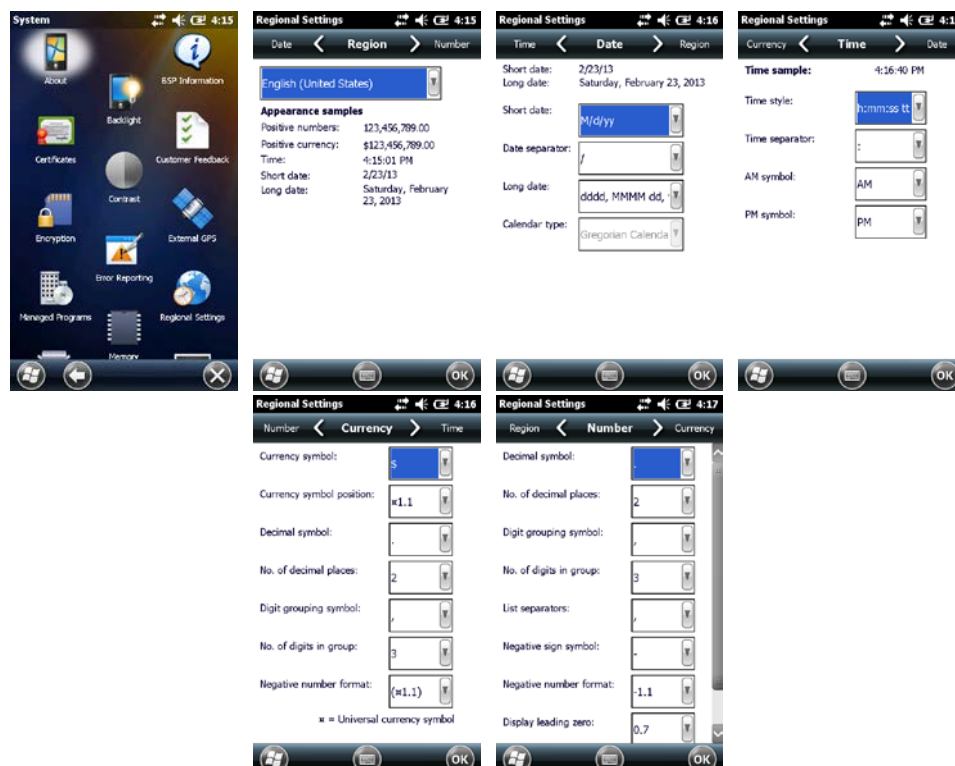 System 4:15
About
BSP Information
Backlight
Certificates
Customer Feedback
Contrast
Encryption
External GPS
Error Reporting
Managed Programs
Regional Settings
Memory
Regional Settings 4:15
Date Region Number
English (United States)
Appearance samples
Positive numbers: 123,456,789.00
Positive currency: $123,456,789.00
Time: 4:15:01 PM
Short date: 2/23/13
Long date: Saturday, February
23, 2013
OK
Regional Settings 4:16
Time Date Region
Short date: 2/23/13
Long date: Saturday, February 23, 2013
Short date: M/d/yy
Date separator: /
Long date: dddd, MMMM dd,
Calendar type: Gregorian Calenda
OK
Regional Settings 4:1
Currency Time Date
Time sample: 4:16:40 PM
Time style: h:mm:ss tt
Time separator: :
AM symbol: AM
PM symbol: PM
OK
Regional Settings 4:16
Number Currency Time
Currency symbol: $
Currency symbol position: ¤1.1
Decimal symbol: .
No. of decimal places: 2
Digit grouping symbol: ,
No. of digits in group: 3
Negative number format: (¤1.1)
¤ = Universal currency symbol
OK
Regional Settings 4:17
Region Number Currency
Decimal symbol: .
No. of decimal places: 2
Digit grouping symbol: ,
No. of digits in group: 3
List separators: ,
Negative sign symbol: -
Negative number format: -1.1
Display leading zero: 0.7
OK